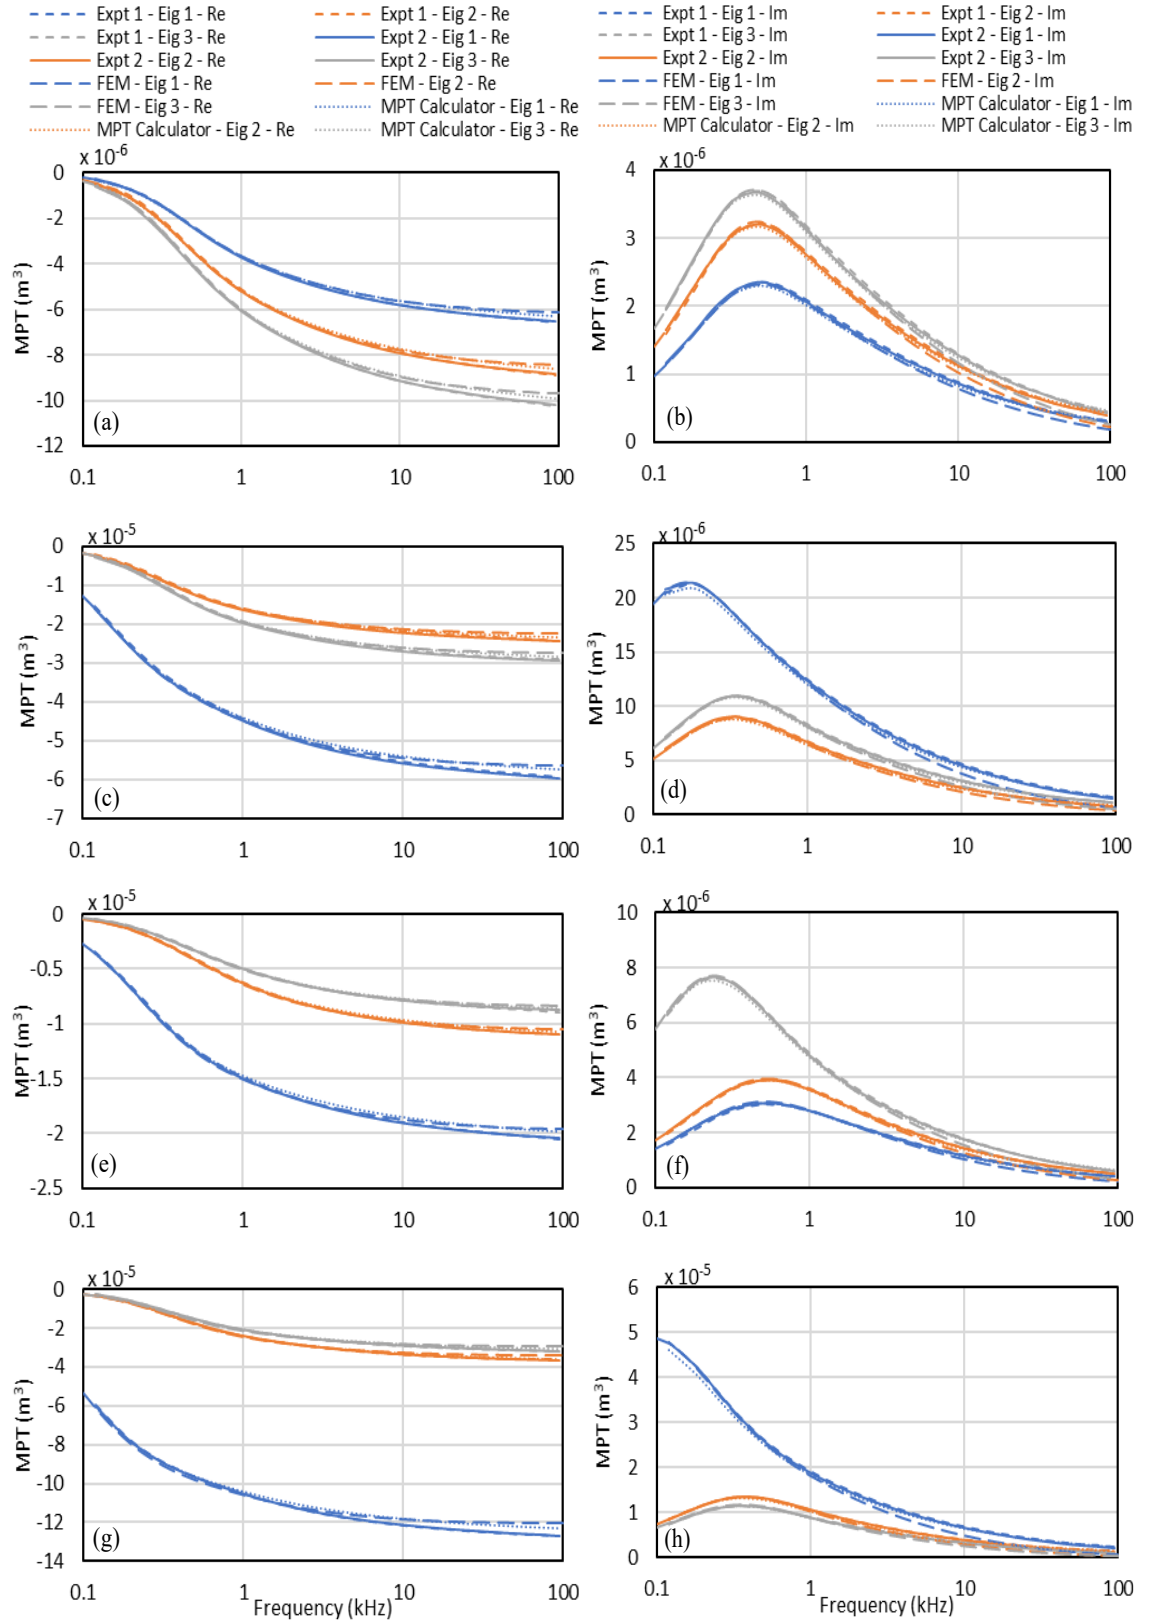 Expt 1 - Eig 1 - Re Expt 1 - Eig 2 - Re
Expt 1 - Eig 3 - Re Expt 2 - Eig 1 - Re
Expt 2 - Eig 2 - Re Expt 2 - Eig 3 - Re
FEM - Eig 1 - Re FEM - Eig 2 - Re
FEM - Eig 3 - Re MPT Calculator - Eig 1 - Re
MPT Calculator - Eig 2 - Re MPT Calculator - Eig 3 - Re
Expt 1 - Eig 1 - Im Expt 1 - Eig 2 - Im
Expt 1 - Eig 3 - Im Expt 2 - Eig 1 - Im
Expt 2 - Eig 2 - Im Expt 2 - Eig 3 - Im
FEM - Eig 1 - Im FEM - Eig 2 - Im
FEM - Eig 3 - Im MPT Calculator - Eig 1 - Im
MPT Calculator - Eig 2 - Im MPT Calculator - Eig 3 - Im
x 10⁻⁶
0
-2
-4
-6
-8
-10
-12
MPT (m³)
(a)
0.1 1 10 100
x 10⁻⁶
4
3
2
1
0
MPT (m³)
(b)
0.1 1 10 100
x 10⁻⁵
0
-1
-2
-3
-4
-5
-6
-7
MPT (m³)
(c)
0.1 1 10 100
x 10⁻⁶
25
20
15
10
5
0
MPT (m³)
(d)
0.1 1 10 100
x 10⁻⁵
0
-0.5
-1
-1.5
-2
-2.5
MPT (m³)
(e)
0.1 1 10 100
x 10⁻⁶
10
8
6
4
2
0
MPT (m³)
(f)
0.1 1 10 100
x 10⁻⁵
0
-2
-4
-6
-8
-10
-12
-14
MPT (m³)
(g)
0.1 1 10 100
Frequency (kHz)
x 10⁻⁵
6
5
4
3
2
1
0
MPT (m³)
(h)
0.1 1 10 100
Frequency (kHz)